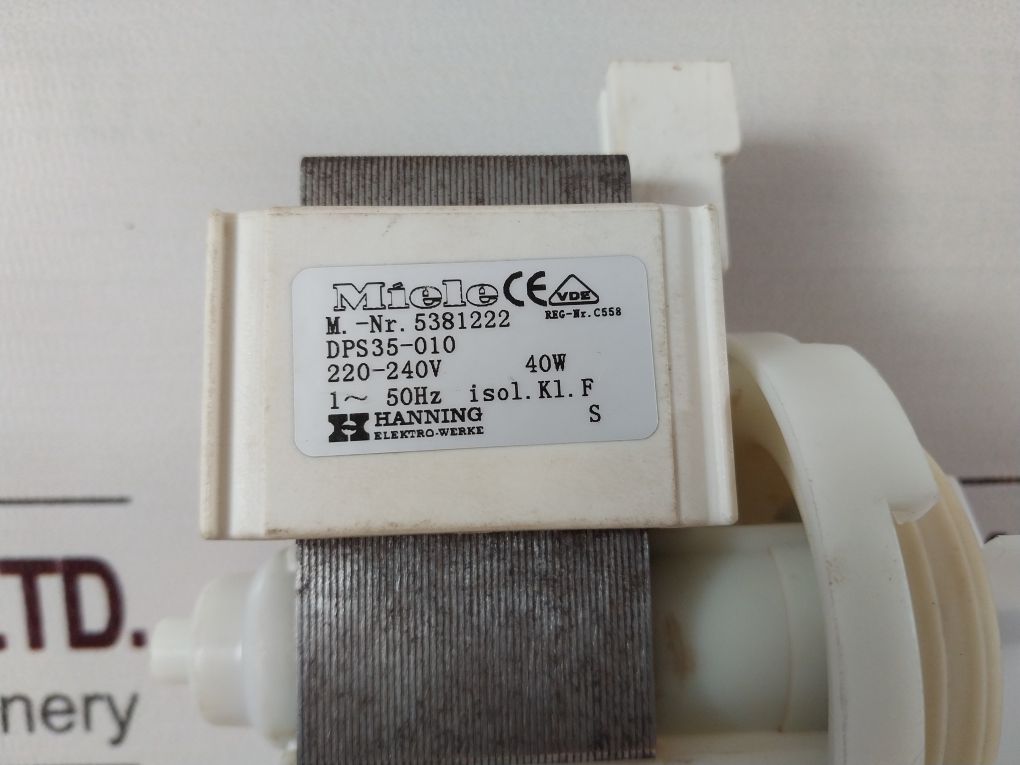 Miele CE VDE
REG-Nr. C558
M.-Nr. 5381222
DPS35-010
220-240V 40W
1~ 50Hz isol.Kl.F
S
HANNING
ELEKTRO-WERKE
LTD.
nery